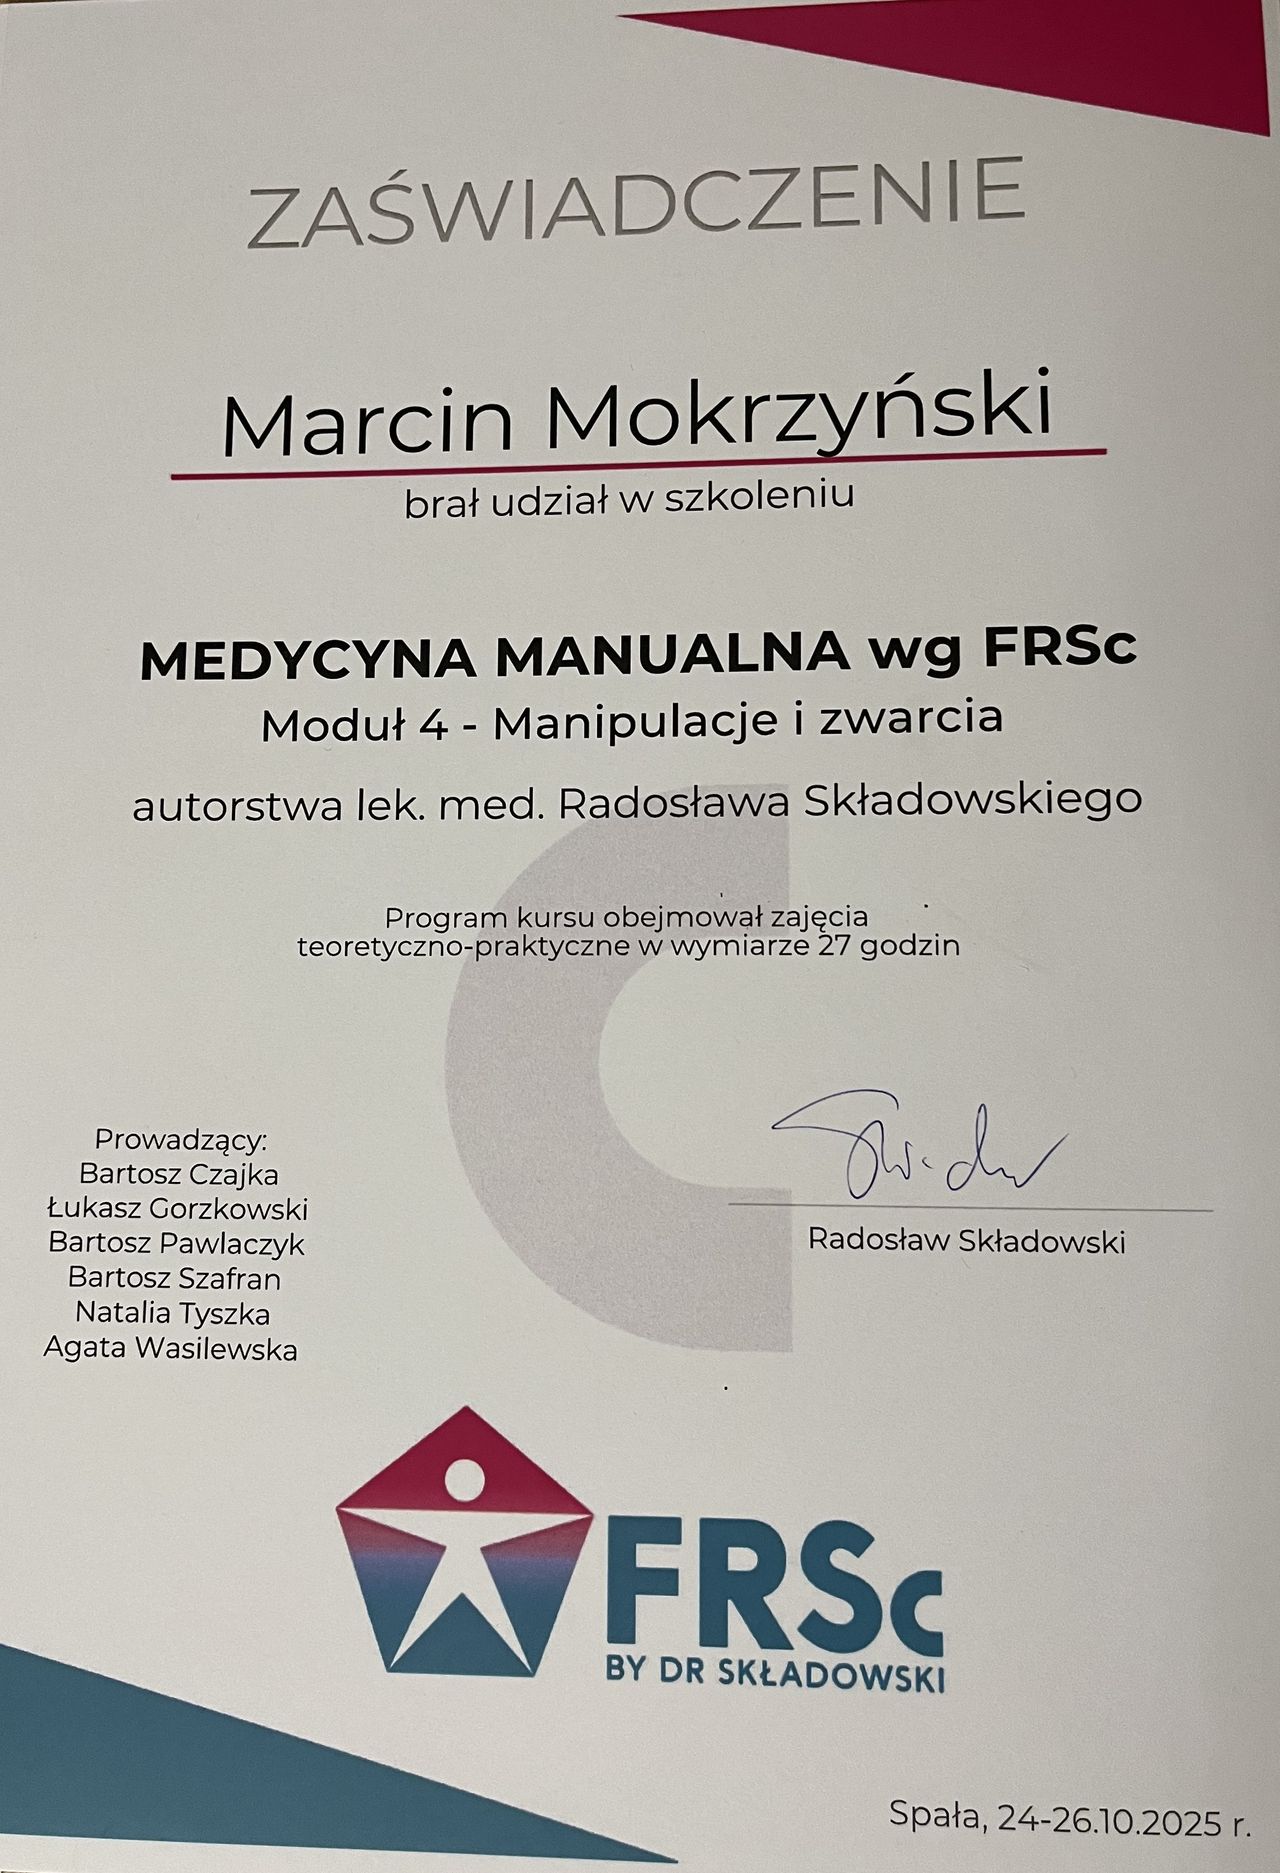 ZAŚWIADCZENIE
Marcin Mokrzyński
brał udział w szkoleniu
MEDYCYNA MANUALNA wg FRSc
Moduł 4 - Manipulacje i zwarcia
autorstwa lek. med. Radosława Składowskiego
Program kursu obejmował zajęcia
teoretyczno-praktyczne w wymiarze 27 godzin
Prowadzący:
Bartosz Czajka
Łukasz Gorzkowski
Bartosz Pawlaczyk
Bartosz Szafran
Natalia Tyszka
Agata Wasilewska
Radosław Składowski
FRSc
BY DR SKŁADOWSKI
Spała, 24-26.10.2025 r.